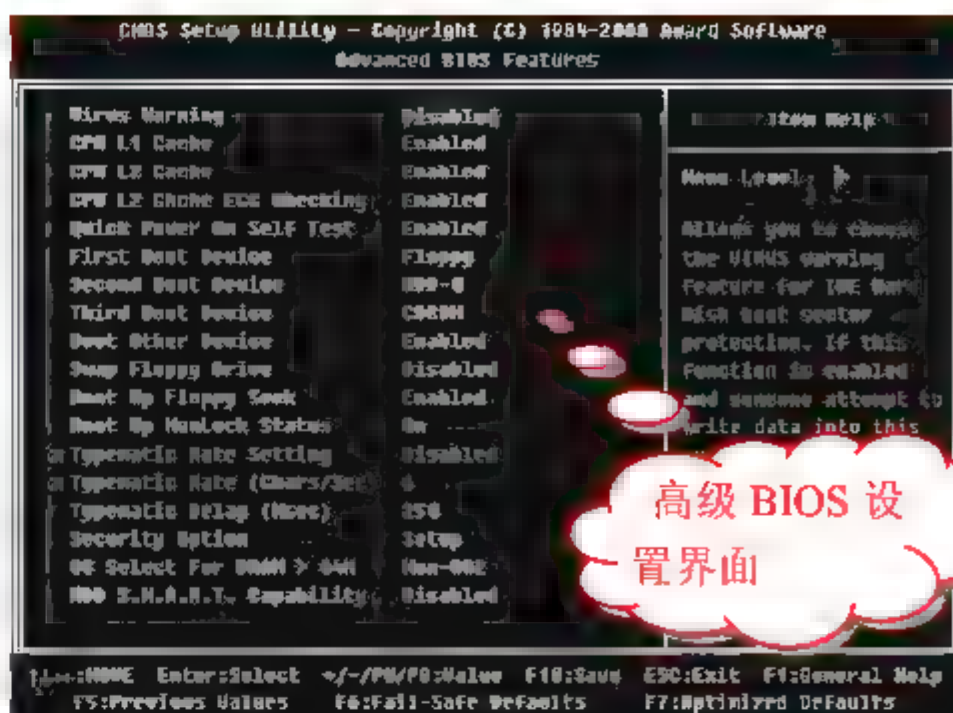 CMOS Setup Utility - Copyright (C) 1984-2000 Award Software
Advanced BIOS Features
Virus Warning Disabled
CPU L1 Cache Enabled
CPU L2 Cache Enabled
CPU L2 Cache ECC Checking Enabled
Quick Power On Self Test Enabled
First Boot Device Floppy
Second Boot Device HDD-0
Third Boot Device CDROM
Boot Other Device Enabled
Swap Floppy Drive Disabled
Boot Up Floppy Seek Enabled
Boot Up NumLock Status On
Typematic Rate Setting Disabled
Typematic Rate (Chars/Sec) 6
Typematic Delay (Msec) 250
Security Option Setup
OS Select For DRAM > 64M Non-OS2
HDD S.M.A.R.T. Capability Disabled
Item Help
Menu Level
Allows you to choose
the VIRUS warning
feature for IDE Hard
Disk boot sector
protection. If this
function is enabled
and someone attempt to
write data into this
高级 BIOS 设
置界面
:MOVE Enter:Select +/-/PU/PD:Value F10:Save ESC:Exit F1:General Help
F5:Previous Values F6:Fail-Safe Defaults F7:Optimized Defaults